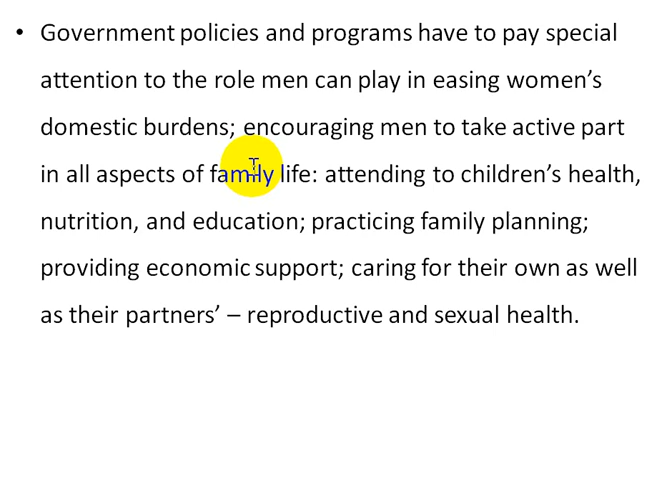 • Government policies and programs have to pay special
attention to the role men can play in easing women’s
domestic burdens; encouraging men to take active part
in all aspects of family life: attending to children’s health,
nutrition, and education; practicing family planning;
providing economic support; caring for their own as well
as their partners’ – reproductive and sexual health.